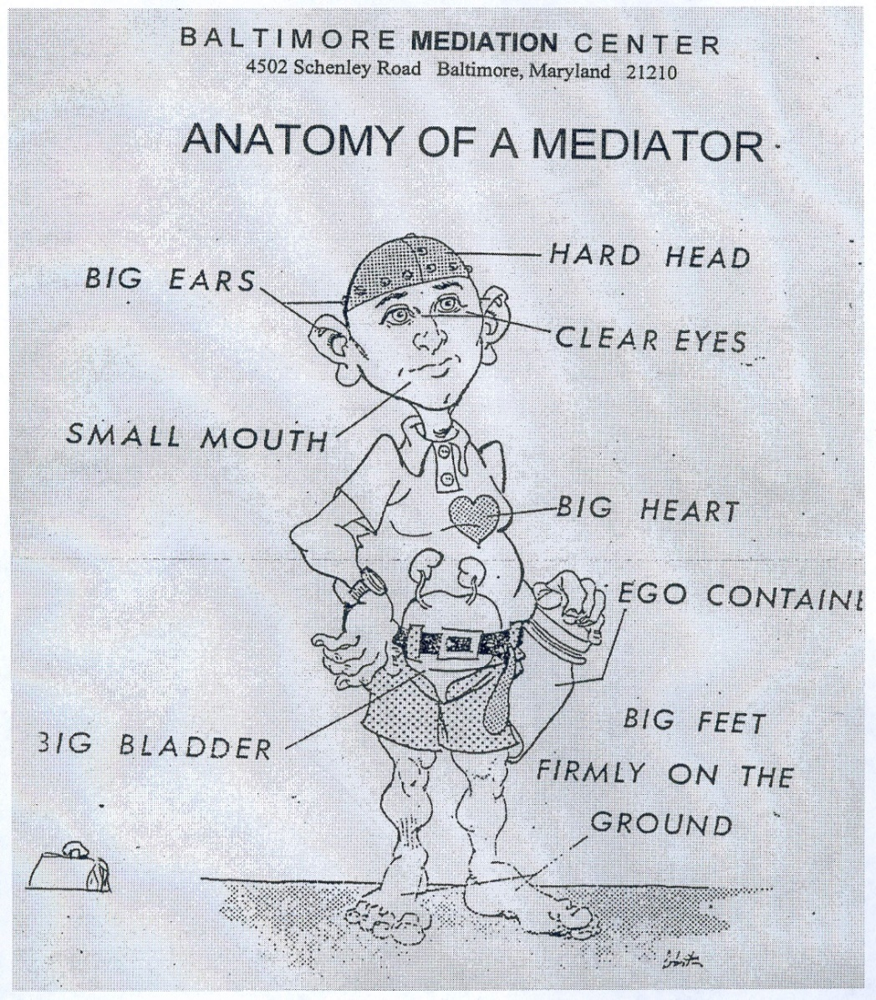 BALTIMORE MEDIATION CENTER
4502 Schenley Road Baltimore, Maryland 21210
ANATOMY OF A MEDIATOR
HARD HEAD
BIG EARS
CLEAR EYES
SMALL MOUTH
BIG HEART
EGO CONTAINE
BIG BLADDER
BIG FEET
FIRMLY ON THE
GROUND